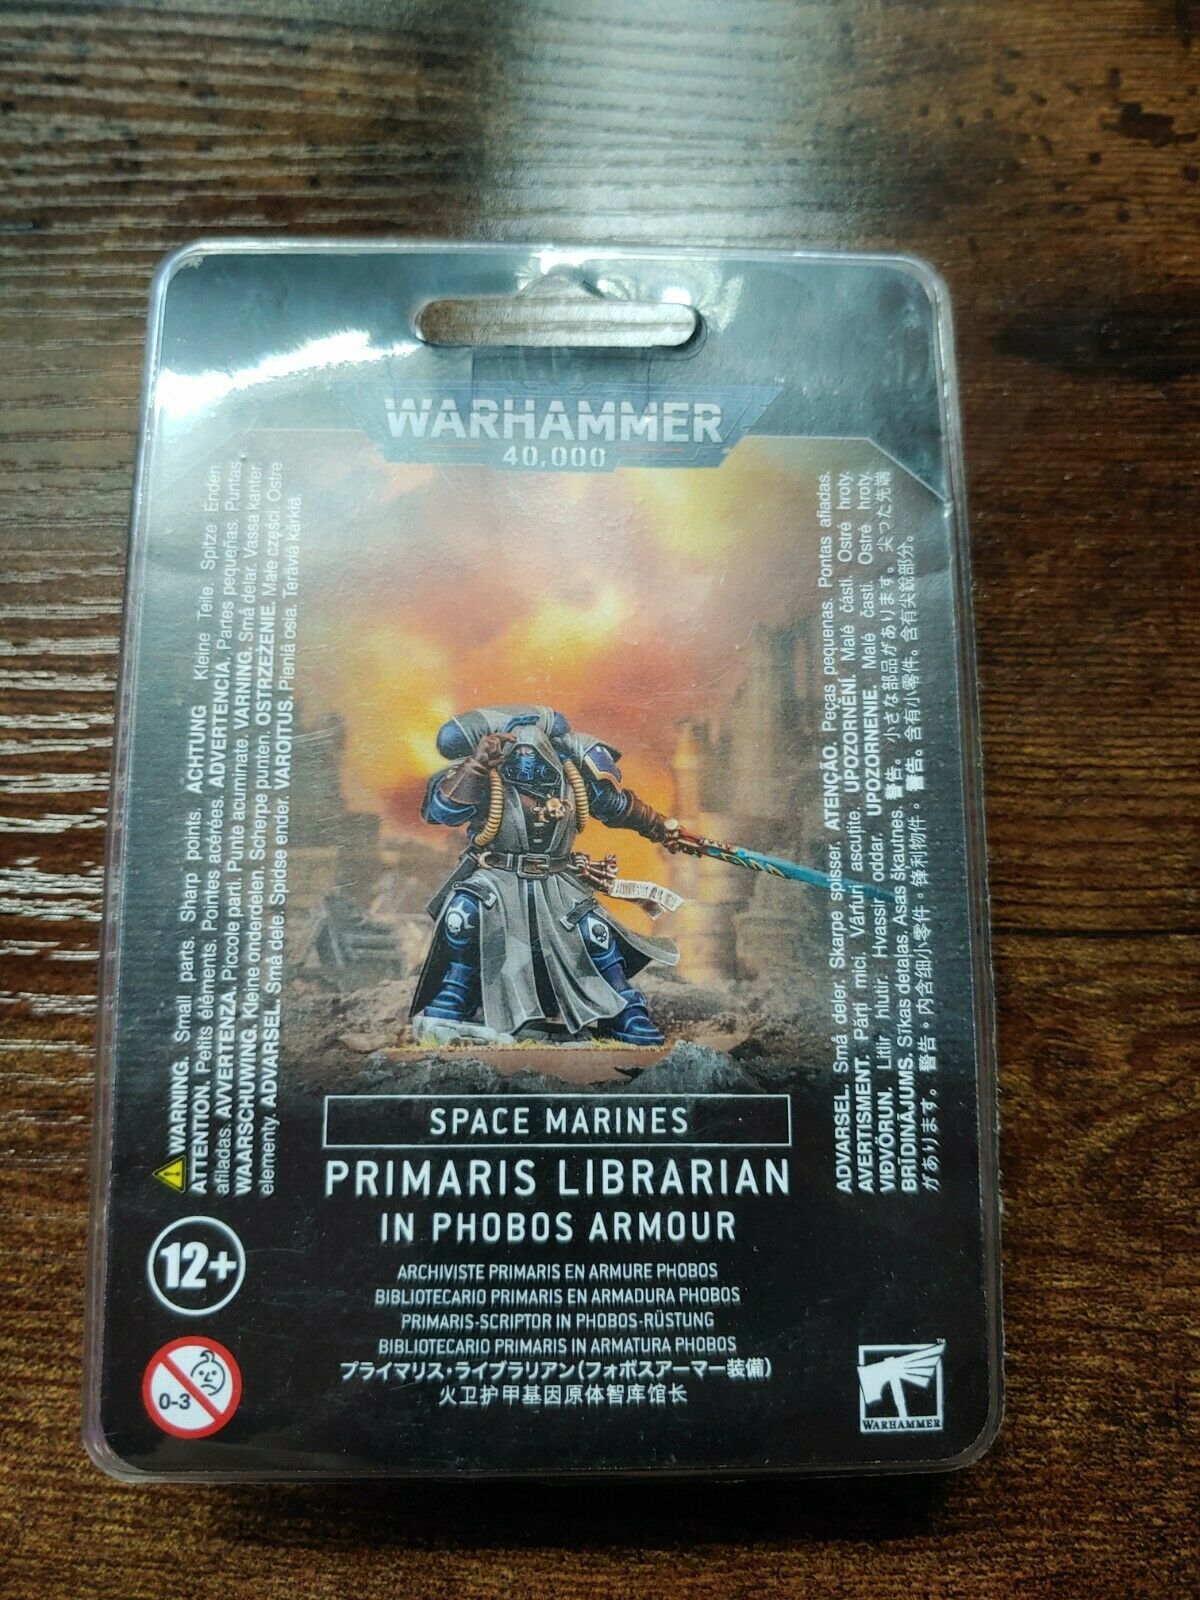 WARHAMMER
40,000
⚠ WARNING. Small parts. Sharp points. ACHTUNG Kleine Teile. Spitze Enden
ATTENTION. Petits éléments. Pointes acérées. ADVERTENCIA. Partes pequeñas. Puntas
afiladas. AVVERTENZA. Piccole parti. Punte acuminate. VARNING. Små delar. Vassa kanter.
WAARSCHUWING. Kleine onderdelen. Scherpe punten. OSTRZEZENIE. Małe części. Ostre
elementy. ADVARSEL. Små dele. Spidse ender. VAROITUS. Pieniä osia. Teräviä kärkiä.
ADVARSEL. Små deler. Skarpe spisser. ATENÇÃO. Peças pequenas. Pontas afiadas.
AVERTISMENT. Părți mici. Vârfuri ascuțite. UPOZORNĚNÍ. Malé části. Ostré hroty.
VIÐVÖRUN. Litlir hlutir. Hvassir oddar. UPOZORNENIE. Malé časti. Ostré hroty.
BRĪDINĀJUMS. Sīkas detaļas. Asas šķautnes. 警告。小さな部品があります。尖った先端
があります。警告。内含细小零件。锋利物件。警告。含有小零件。含有尖銳部分。
SPACE MARINES
PRIMARIS LIBRARIAN
IN PHOBOS ARMOUR
ARCHIVISTE PRIMARIS EN ARMURE PHOBOS
BIBLIOTECARIO PRIMARIS EN ARMADURA PHOBOS
PRIMARIS-SCRIPTOR IN PHOBOS-RÜSTUNG
BIBLIOTECARIO PRIMARIS IN ARMATURA PHOBOS
プライマリス・ライブラリアン(フォボスアーマー装備)
火卫护甲基因原体智库馆长
12+
0-3
WARHAMMER